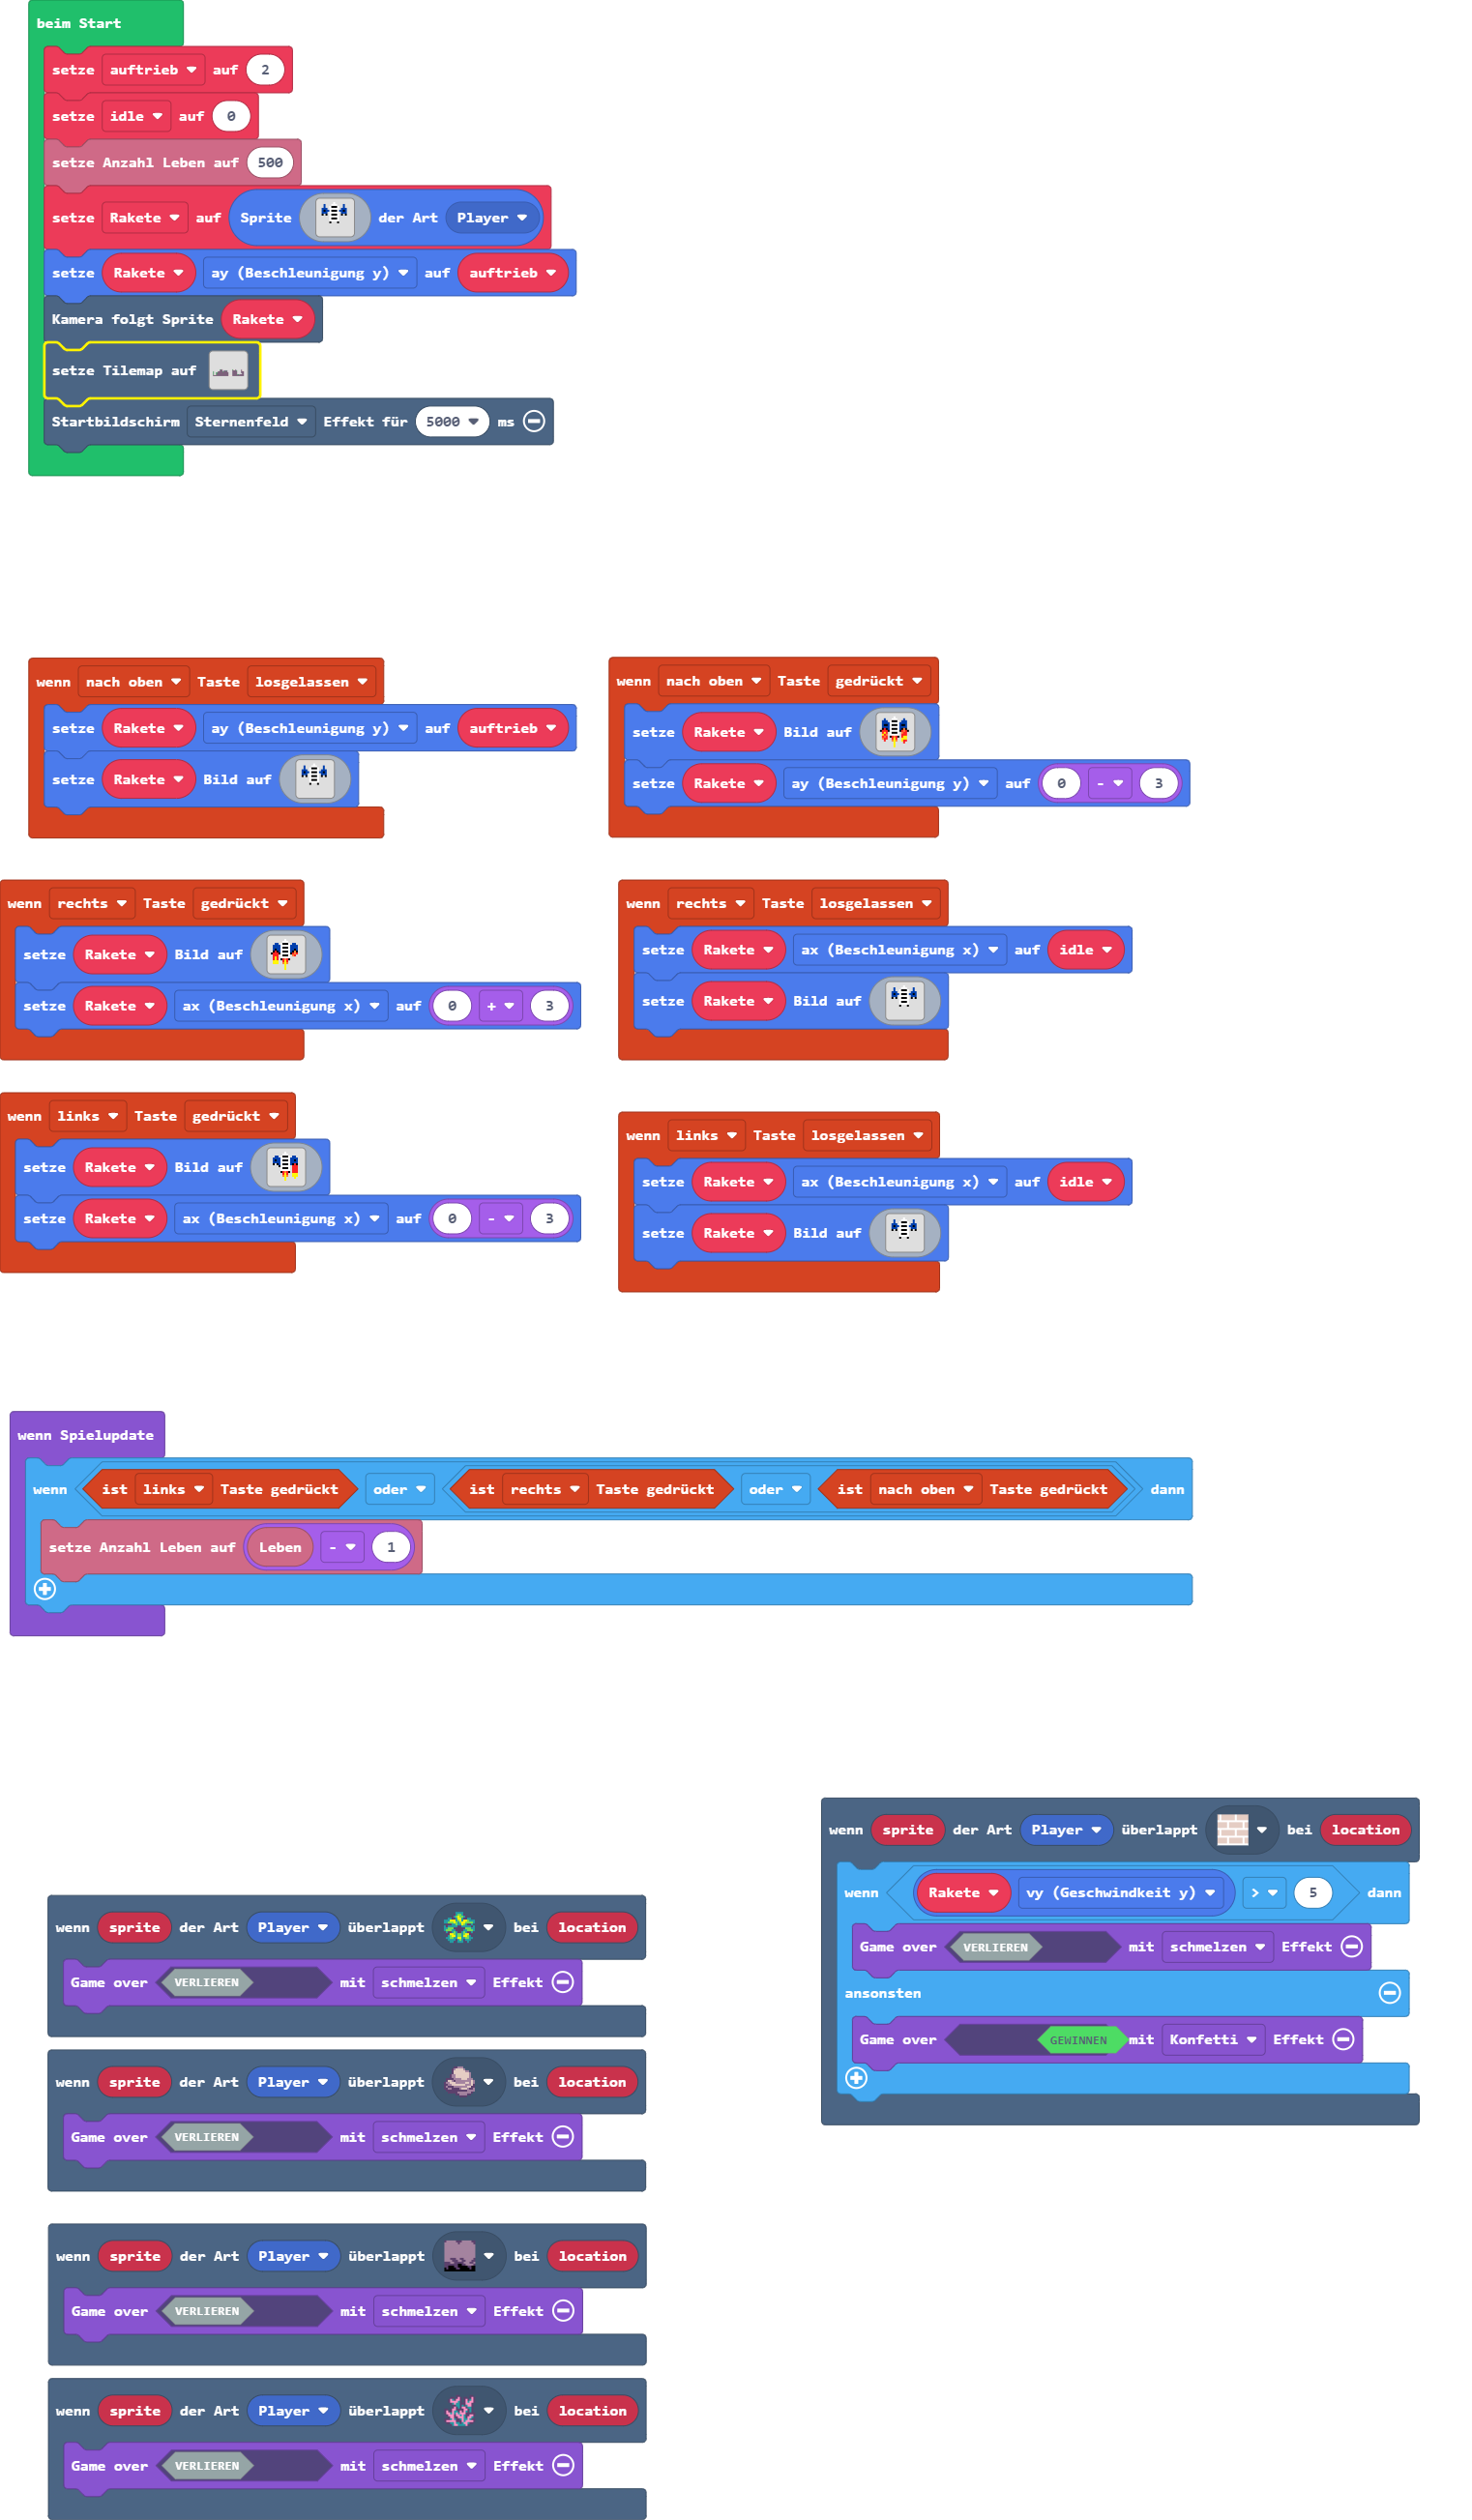 beim Start
setze auftrieb auf 2
setze idle auf 0
setze Anzahl Leben auf 500
setze Rakete auf Sprite der Art Player
setze Rakete ay (Beschleunigung y) auf auftrieb
Kamera folgt Sprite Rakete
setze Tilemap auf
Startbildschirm Sternenfeld Effekt für 5000 ms
wenn nach oben Taste losgelassen
setze Rakete ay (Beschleunigung y) auf auftrieb
setze Rakete Bild auf
wenn nach oben Taste gedrückt
setze Rakete Bild auf
setze Rakete ay (Beschleunigung y) auf 0 - 3
wenn rechts Taste gedrückt
setze Rakete Bild auf
setze Rakete ax (Beschleunigung x) auf 0 + 3
wenn rechts Taste losgelassen
setze Rakete ax (Beschleunigung x) auf idle
setze Rakete Bild auf
wenn links Taste gedrückt
setze Rakete Bild auf
setze Rakete ax (Beschleunigung x) auf 0 - 3
wenn links Taste losgelassen
setze Rakete ax (Beschleunigung x) auf idle
setze Rakete Bild auf
wenn Spielupdate
wenn ist links Taste gedrückt oder ist rechts Taste gedrückt oder ist nach oben Taste gedrückt dann
setze Anzahl Leben auf Leben - 1
wenn sprite der Art Player überlappt bei location
wenn Rakete vy (Geschwindkeit y) > 5 dann
Game over VERLIEREN mit schmelzen Effekt
ansonsten
Game over GEWINNEN mit Konfetti Effekt
wenn sprite der Art Player überlappt bei location
Game over VERLIEREN mit schmelzen Effekt
wenn sprite der Art Player überlappt bei location
Game over VERLIEREN mit schmelzen Effekt
wenn sprite der Art Player überlappt bei location
Game over VERLIEREN mit schmelzen Effekt
wenn sprite der Art Player überlappt bei location
Game over VERLIEREN mit schmelzen Effekt